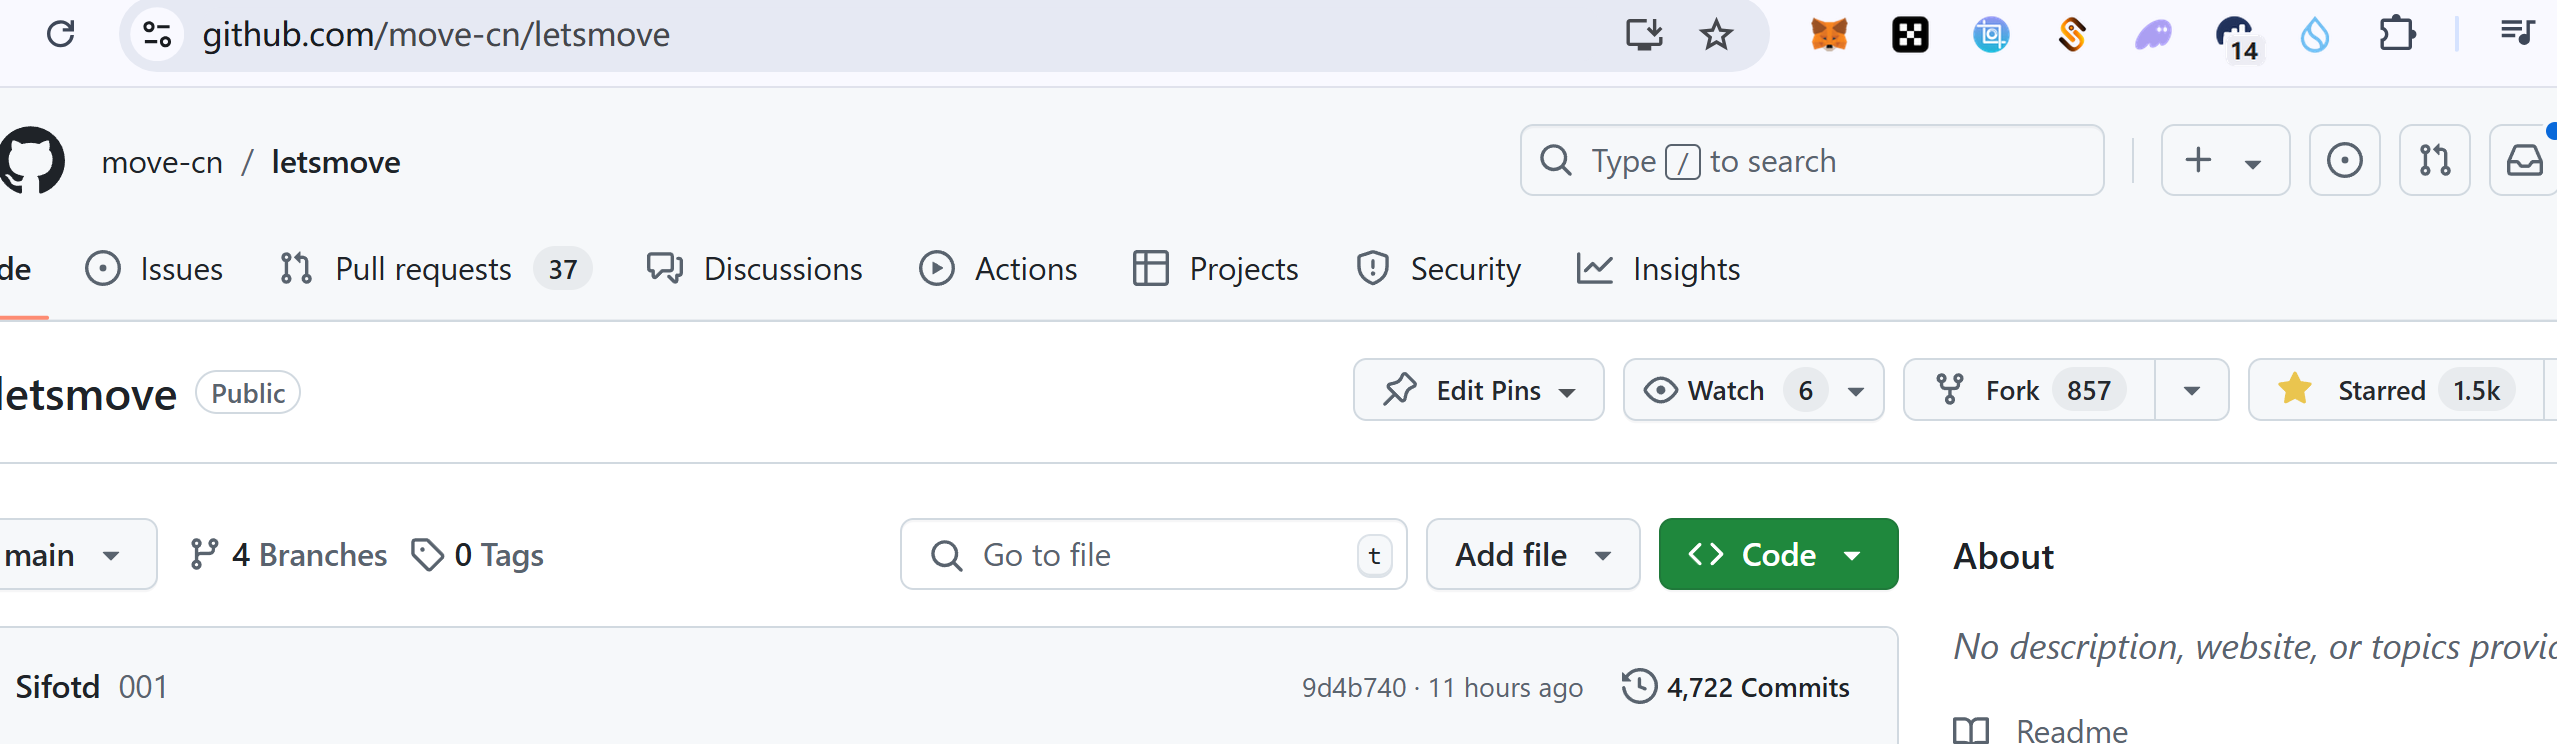 github.com/move-cn/letsmove
14
move-cn / letsmove
Type / to search
de Issues Pull requests 37 Discussions Actions Projects Security Insights
letsmove Public
Edit Pins Watch 6 Fork 857 Starred 1.5k
main 4 Branches 0 Tags
Go to file t Add file Code
About
No description, website, or topics provid
Sifotd 001 9d4b740 · 11 hours ago 4,722 Commits
Readme